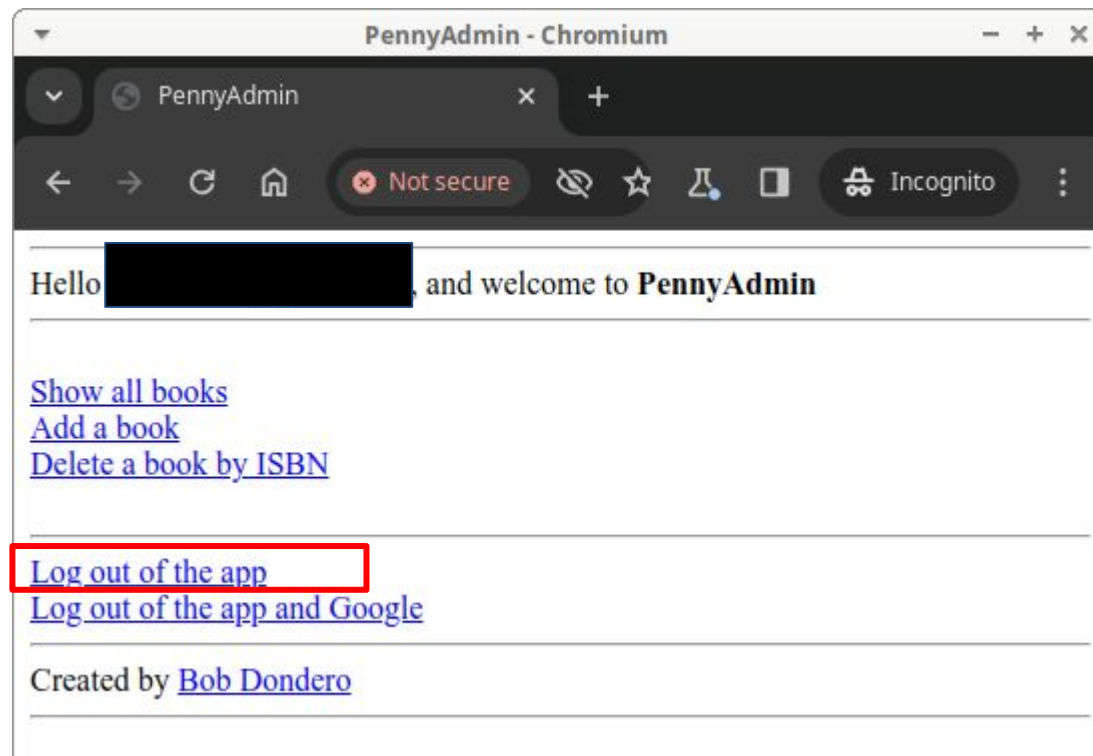 PennyAdmin - Chromium
PennyAdmin
Not secure
Incognito
Hello , and welcome to PennyAdmin
Show all books
Add a book
Delete a book by ISBN
Log out of the app
Log out of the app and Google
Created by Bob Dondero